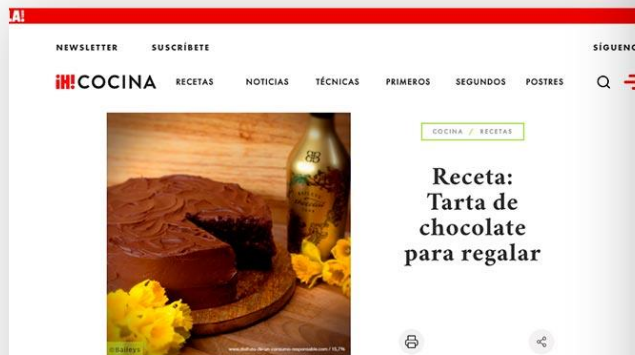 LA!
NEWSLETTER SUSCRÍBETE SÍGUENO
¡H! COCINA RECETAS NOTICIAS TÉCNICAS PRIMEROS SEGUNDOS POSTRES
COCINA / RECETAS
Receta:
Tarta de
chocolate
para regalar
©Baileys